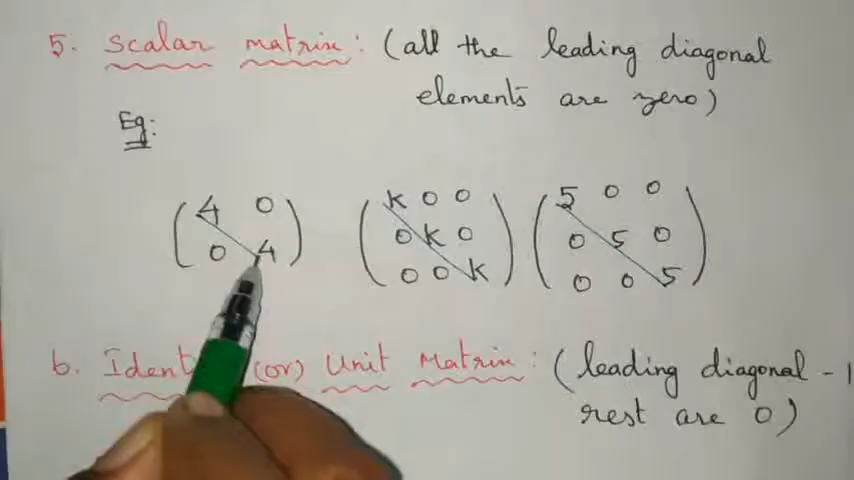 5. Scalar matrix: (all the leading diagonal
elements are zero)
Eg:
4 0
0 4
K 0 0
0 K 0
0 0 K
5 0 0
0 5 0
0 0 5
6. (or) Unit Matrix: (leading diagonal - 1
rest are 0)